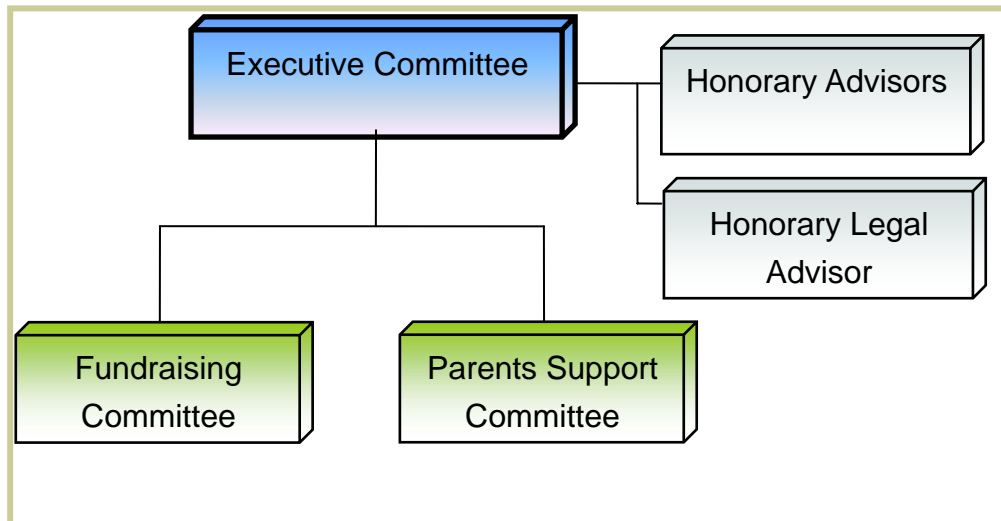 Executive Committee
Honorary Advisors
Honorary Legal
Advisor
Fundraising
Committee
Parents Support
Committee